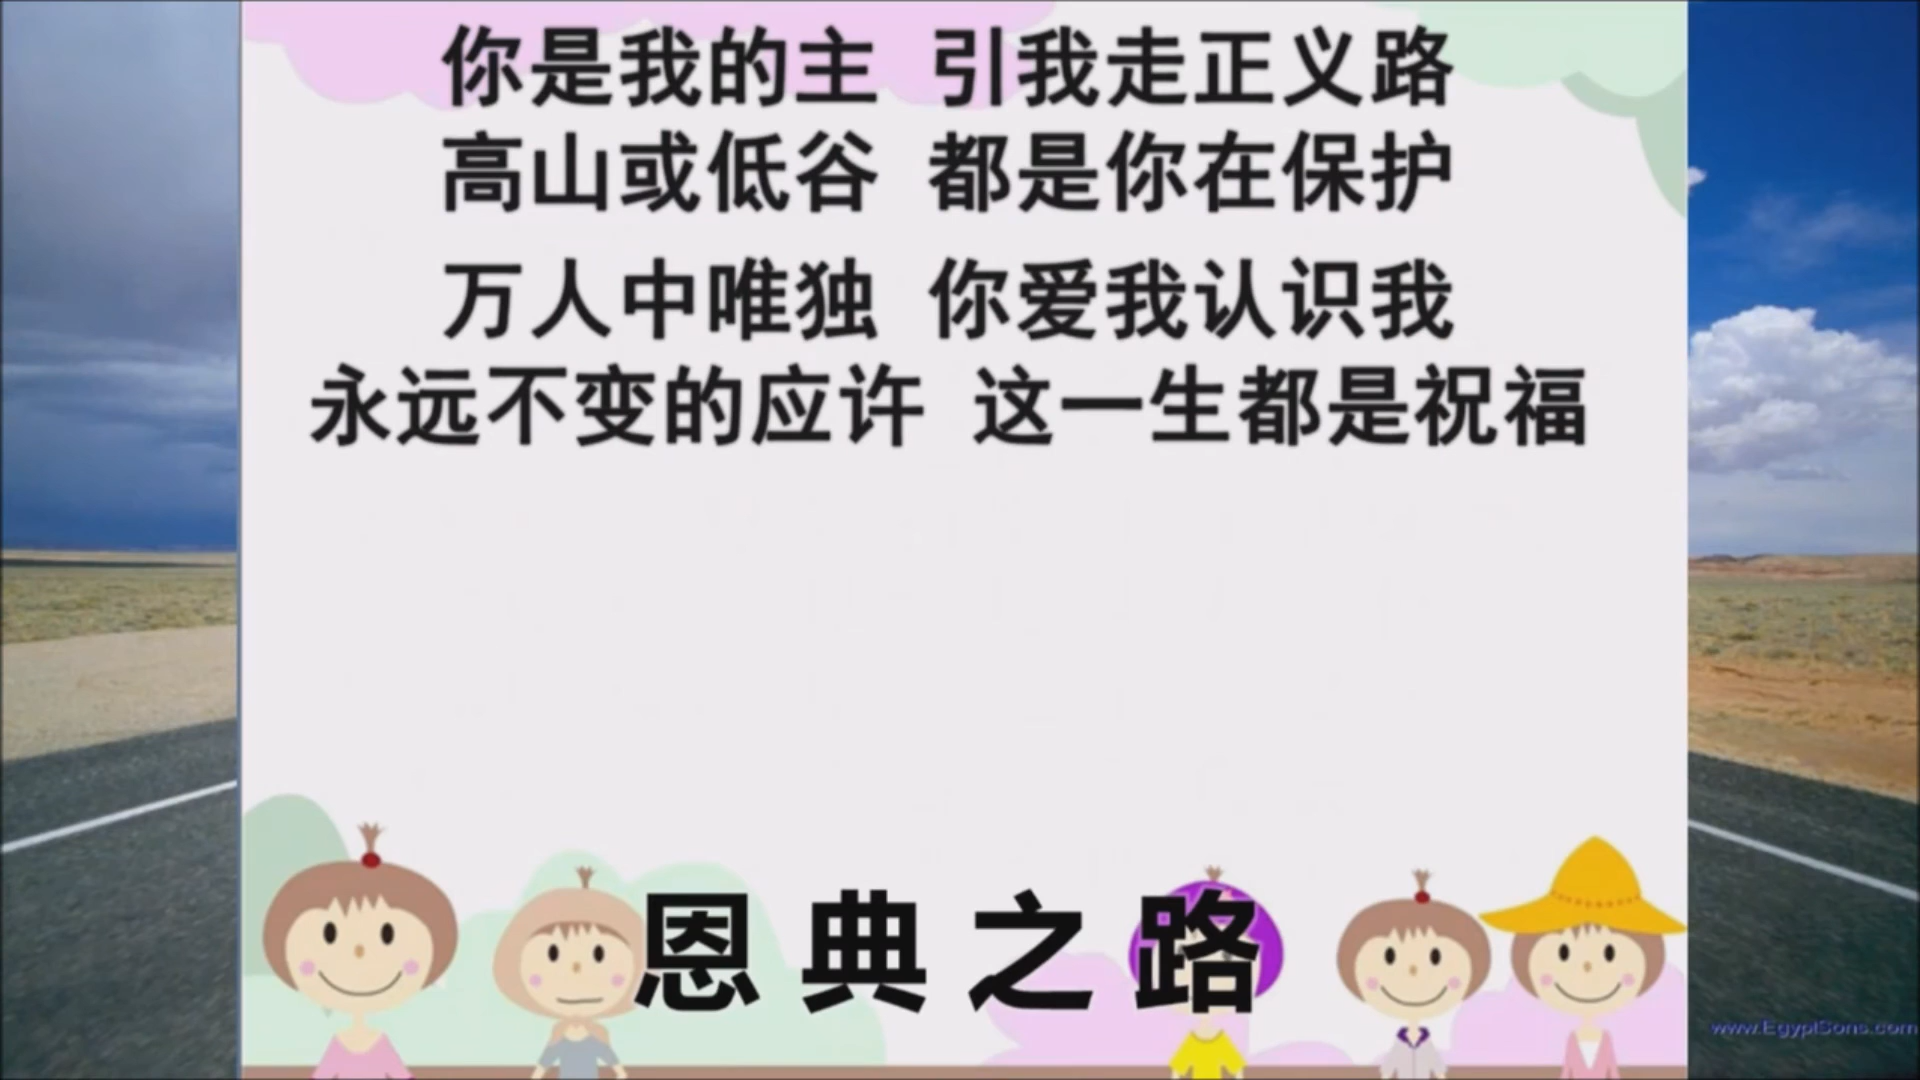 你是我的主 引我走正义路
高山或低谷 都是你在保护
万人中唯独 你爱我认识我
永远不变的应许 这一生都是祝福
恩典之路
www.EgyptSons.com